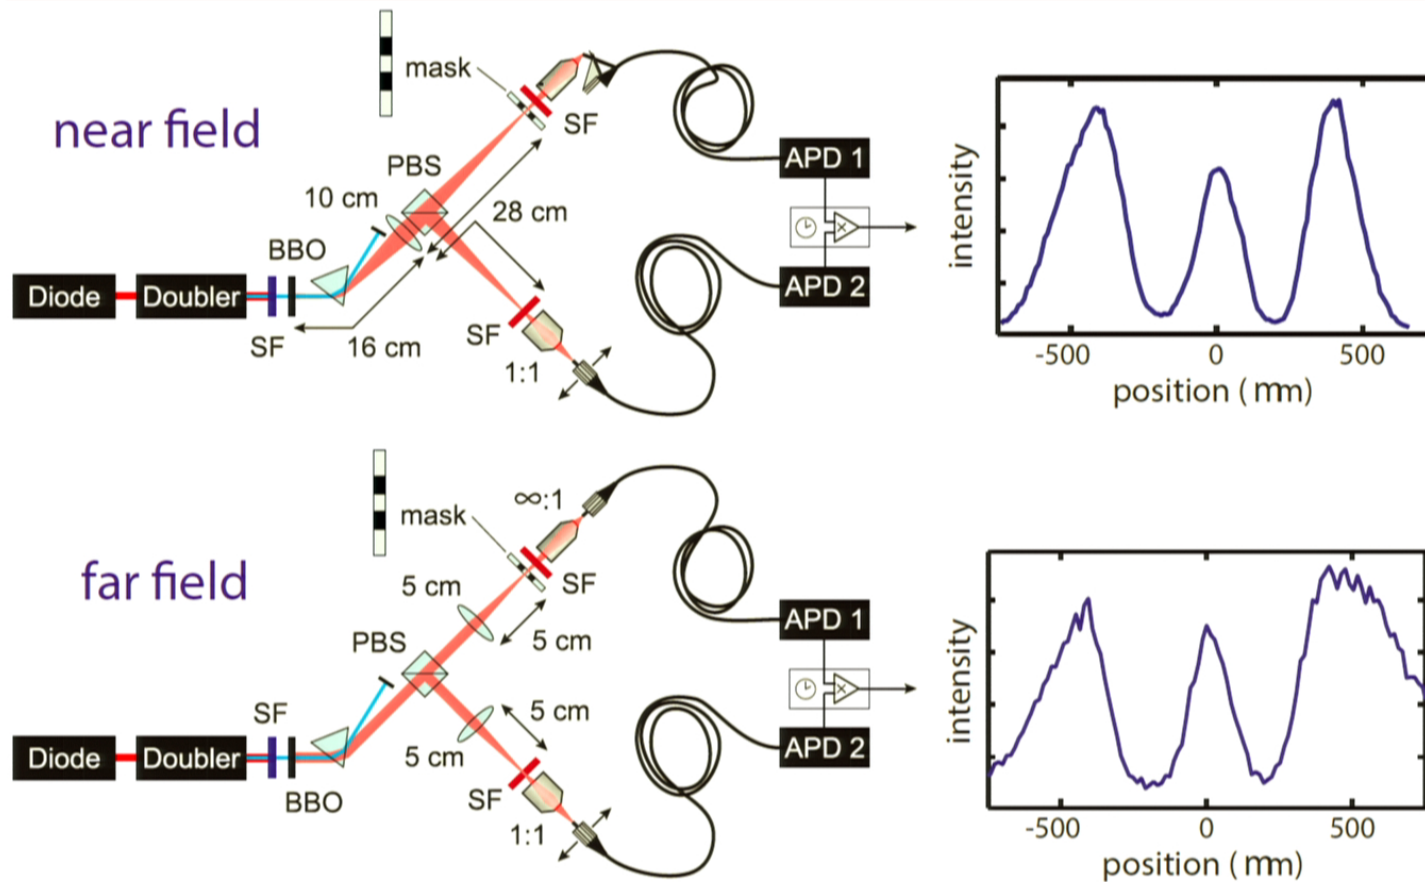 near field
mask
SF
PBS
10 cm
28 cm
BBO
Diode
Doubler
SF
16 cm
SF
1:1
APD 1
APD 2
intensity
-500 0 500
position ( mm)
far field
∞:1
mask
SF
5 cm
5 cm
PBS
5 cm
5 cm
SF
Diode
Doubler
BBO
SF
1:1
APD 1
APD 2
intensity
-500 0 500
position ( mm)